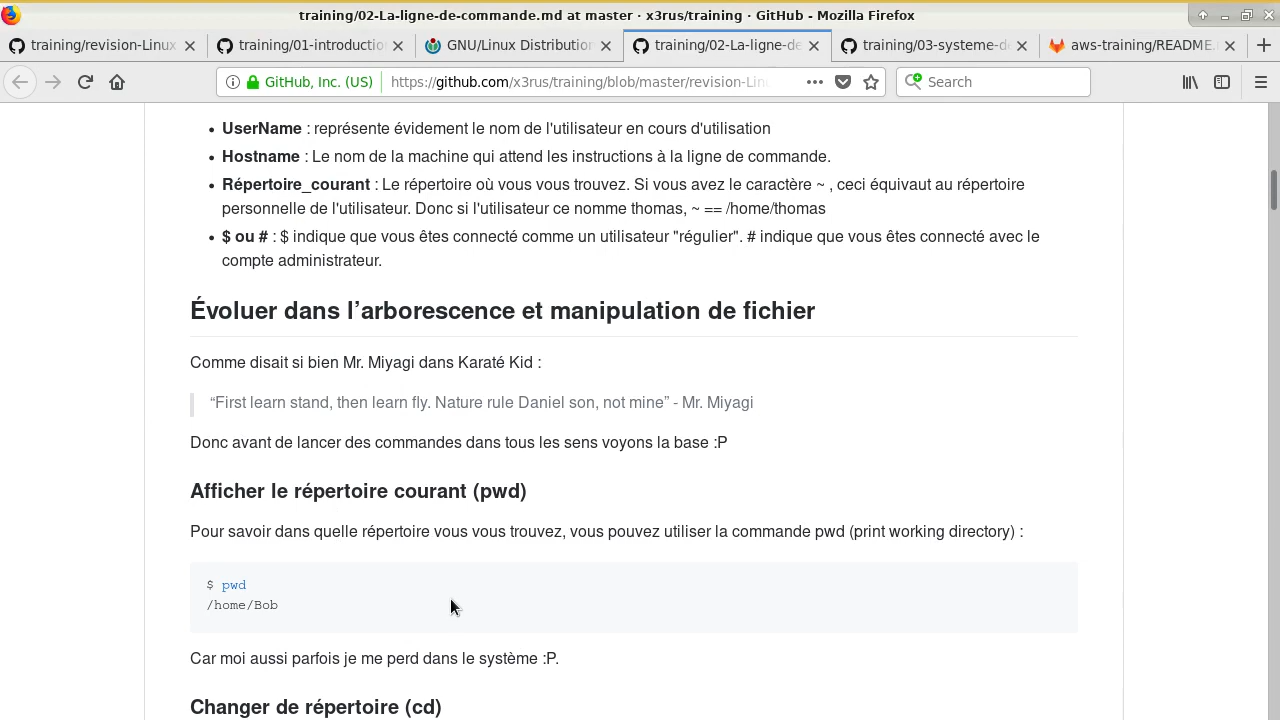 training/02-La-ligne-de-commande.md at master · x3rus/training · GitHub - Mozilla Firefox
training/revision-Linux
training/01-introductio
GNU/Linux Distribution
training/02-La-ligne-de-
training/03-systeme-d
aws-training/README.
GitHub, Inc. (US)
https://github.com/x3rus/training/blob/master/revision-Lin
Search
• UserName : représente évidement le nom de l'utilisateur en cours d'utilisation
• Hostname : Le nom de la machine qui attend les instructions à la ligne de commande.
• Répertoire_courant : Le répertoire où vous vous trouvez. Si vous avez le caractère ~ , ceci équivaut au répertoire
personnelle de l'utilisateur. Donc si l'utilisateur ce nomme thomas, ~ == /home/thomas
• $ ou # : $ indique que vous êtes connecté comme un utilisateur "régulier". # indique que vous êtes connecté avec le
compte administrateur.
Évoluer dans l’arborescence et manipulation de fichier
Comme disait si bien Mr. Miyagi dans Karaté Kid :
“First learn stand, then learn fly. Nature rule Daniel son, not mine” - Mr. Miyagi
Donc avant de lancer des commandes dans tous les sens voyons la base :P
Afficher le répertoire courant (pwd)
Pour savoir dans quelle répertoire vous vous trouvez, vous pouvez utiliser la commande pwd (print working directory) :
$ pwd
/home/Bob
Car moi aussi parfois je me perd dans le système :P.
Changer de répertoire (cd)